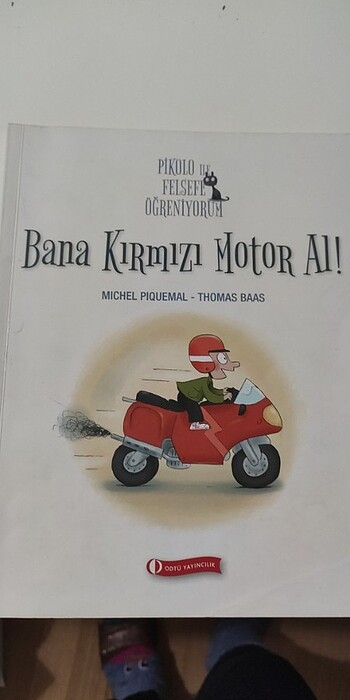 PİKOLO İLE
FELSEFE
ÖĞRENİYORUM
Bana Kırmızı Motor Al!
MICHEL PIQUEMAL - THOMAS BAAS
ODTÜ YAYINCILIK